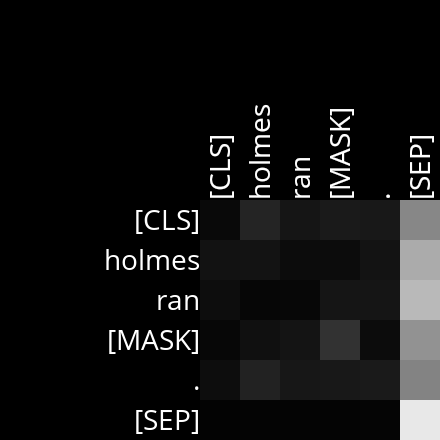 [CLS]
holmes
ran
[MASK]
.
[SEP]
[CLS]
holmes
ran
[MASK]
.
[SEP]